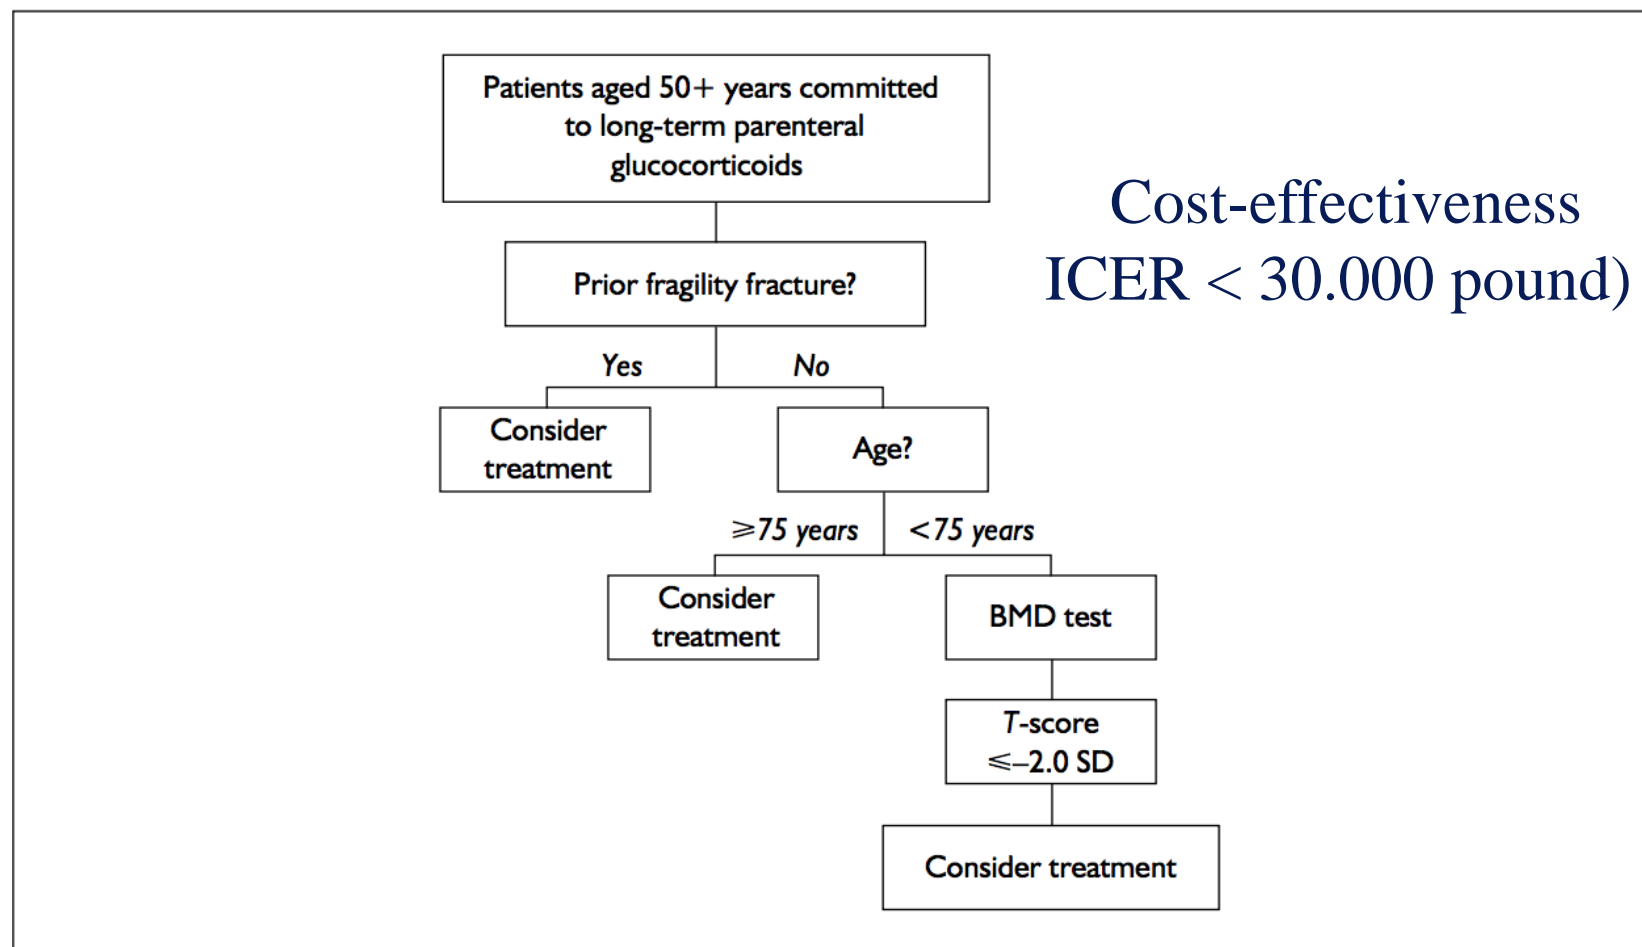 Patients aged 50+ years committed
to long-term parenteral
glucocorticoids
Cost-effectiveness
ICER < 30.000 pound)
Prior fragility fracture?
Yes
No
Consider
treatment
Age?
⩾75 years
<75 years
Consider
treatment
BMD test
T-score
⩽–2.0 SD
Consider treatment